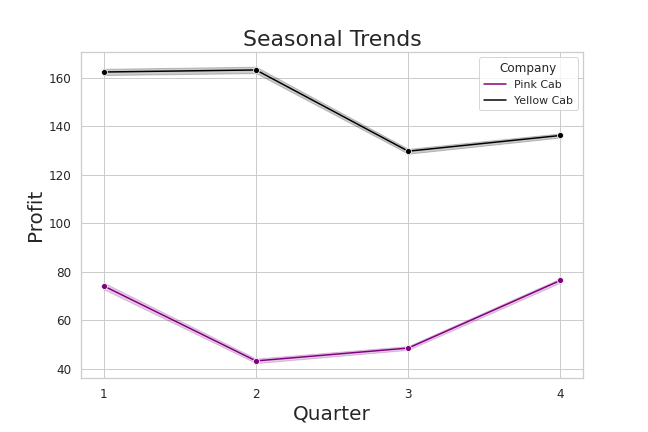 Seasonal Trends
Company
Pink Cab
Yellow Cab
Profit
160
140
120
100
80
60
40
1 2 3 4
Quarter